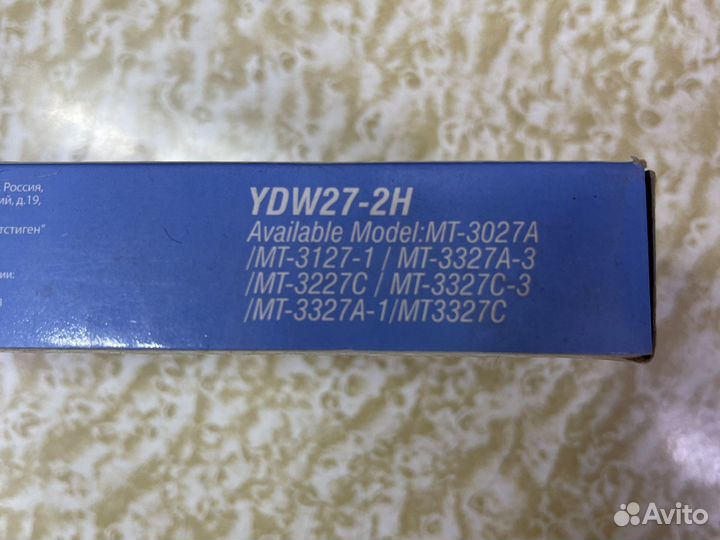 Россия,
ий, д.19,
тстиген"
ии:
YDW27-2H
Available Model:MT-3027A
/MT-3127-1 / MT-3327A-3
/MT-3227C / MT-3327C-3
/MT-3327A-1/MT3327C
Avito